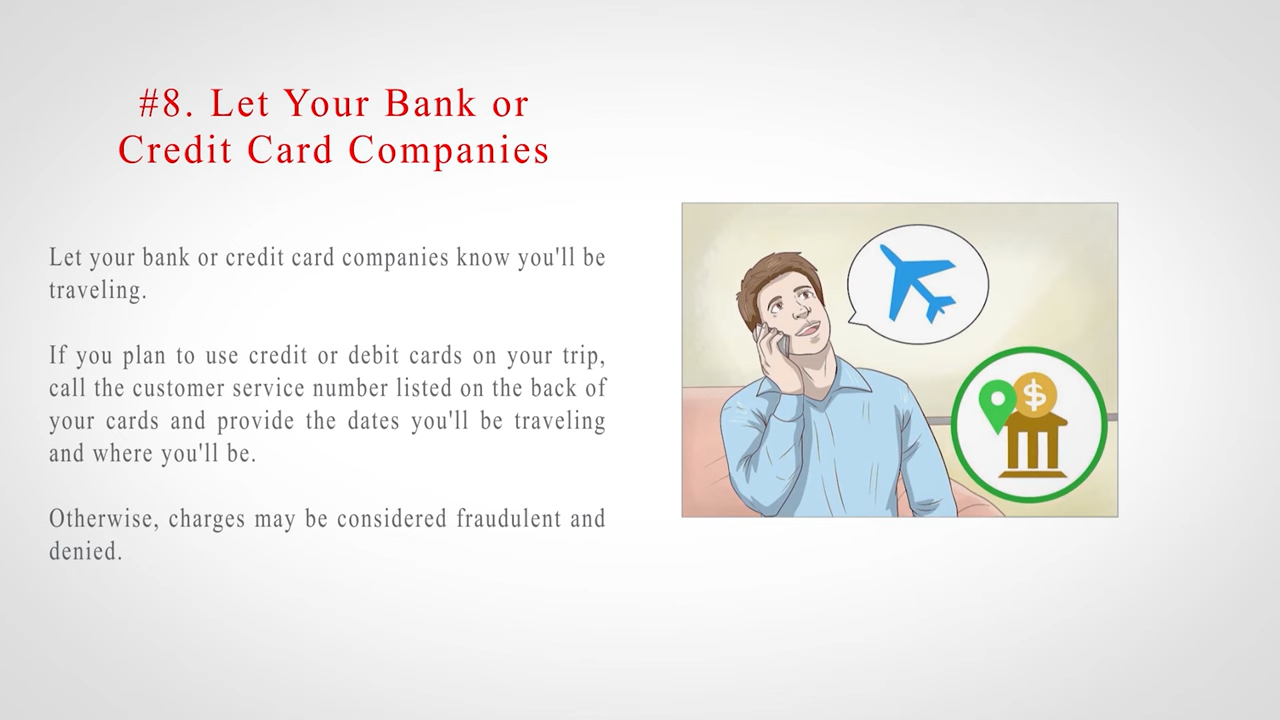 #8. Let Your Bank or
Credit Card Companies
Let your bank or credit card companies know you'll be
traveling.
If you plan to use credit or debit cards on your trip,
call the customer service number listed on the back of
your cards and provide the dates you'll be traveling
and where you'll be.
Otherwise, charges may be considered fraudulent and
denied.
$